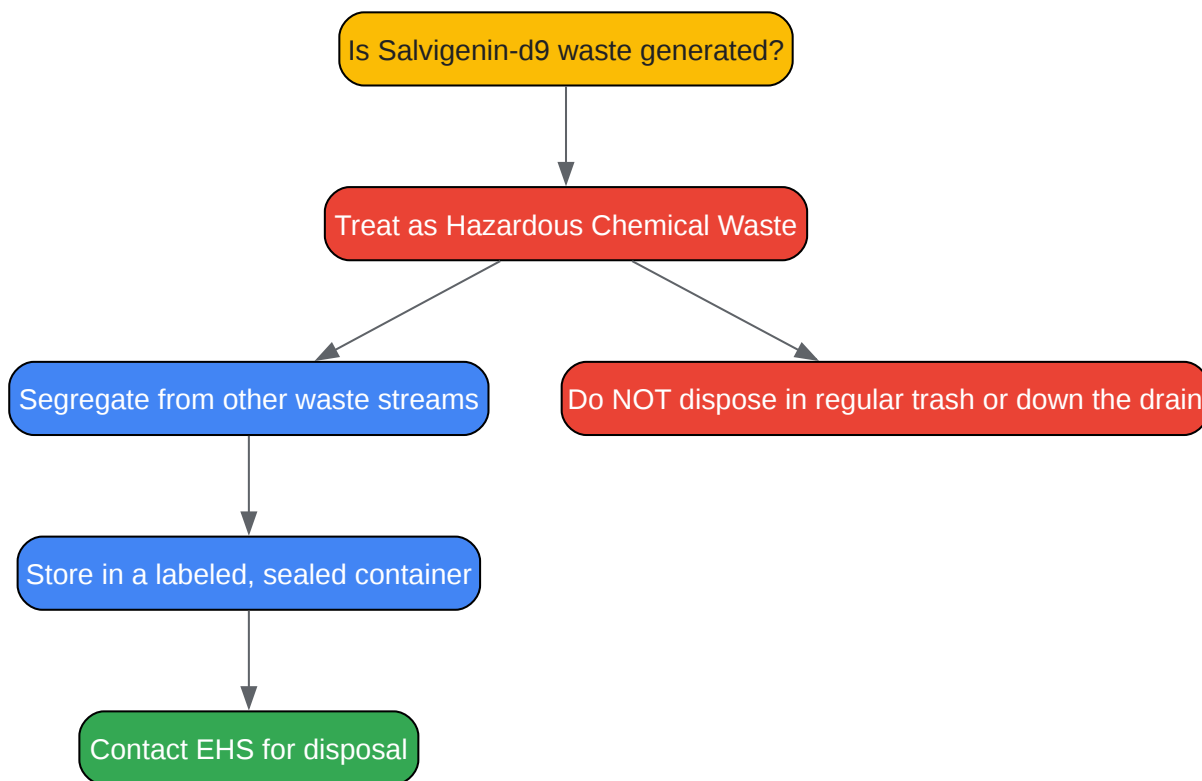 Is Salvigenin-d9 waste generated?
Treat as Hazardous Chemical Waste
Segregate from other waste streams
Do NOT dispose in regular trash or down the drain
Store in a labeled, sealed container
Contact EHS for disposal